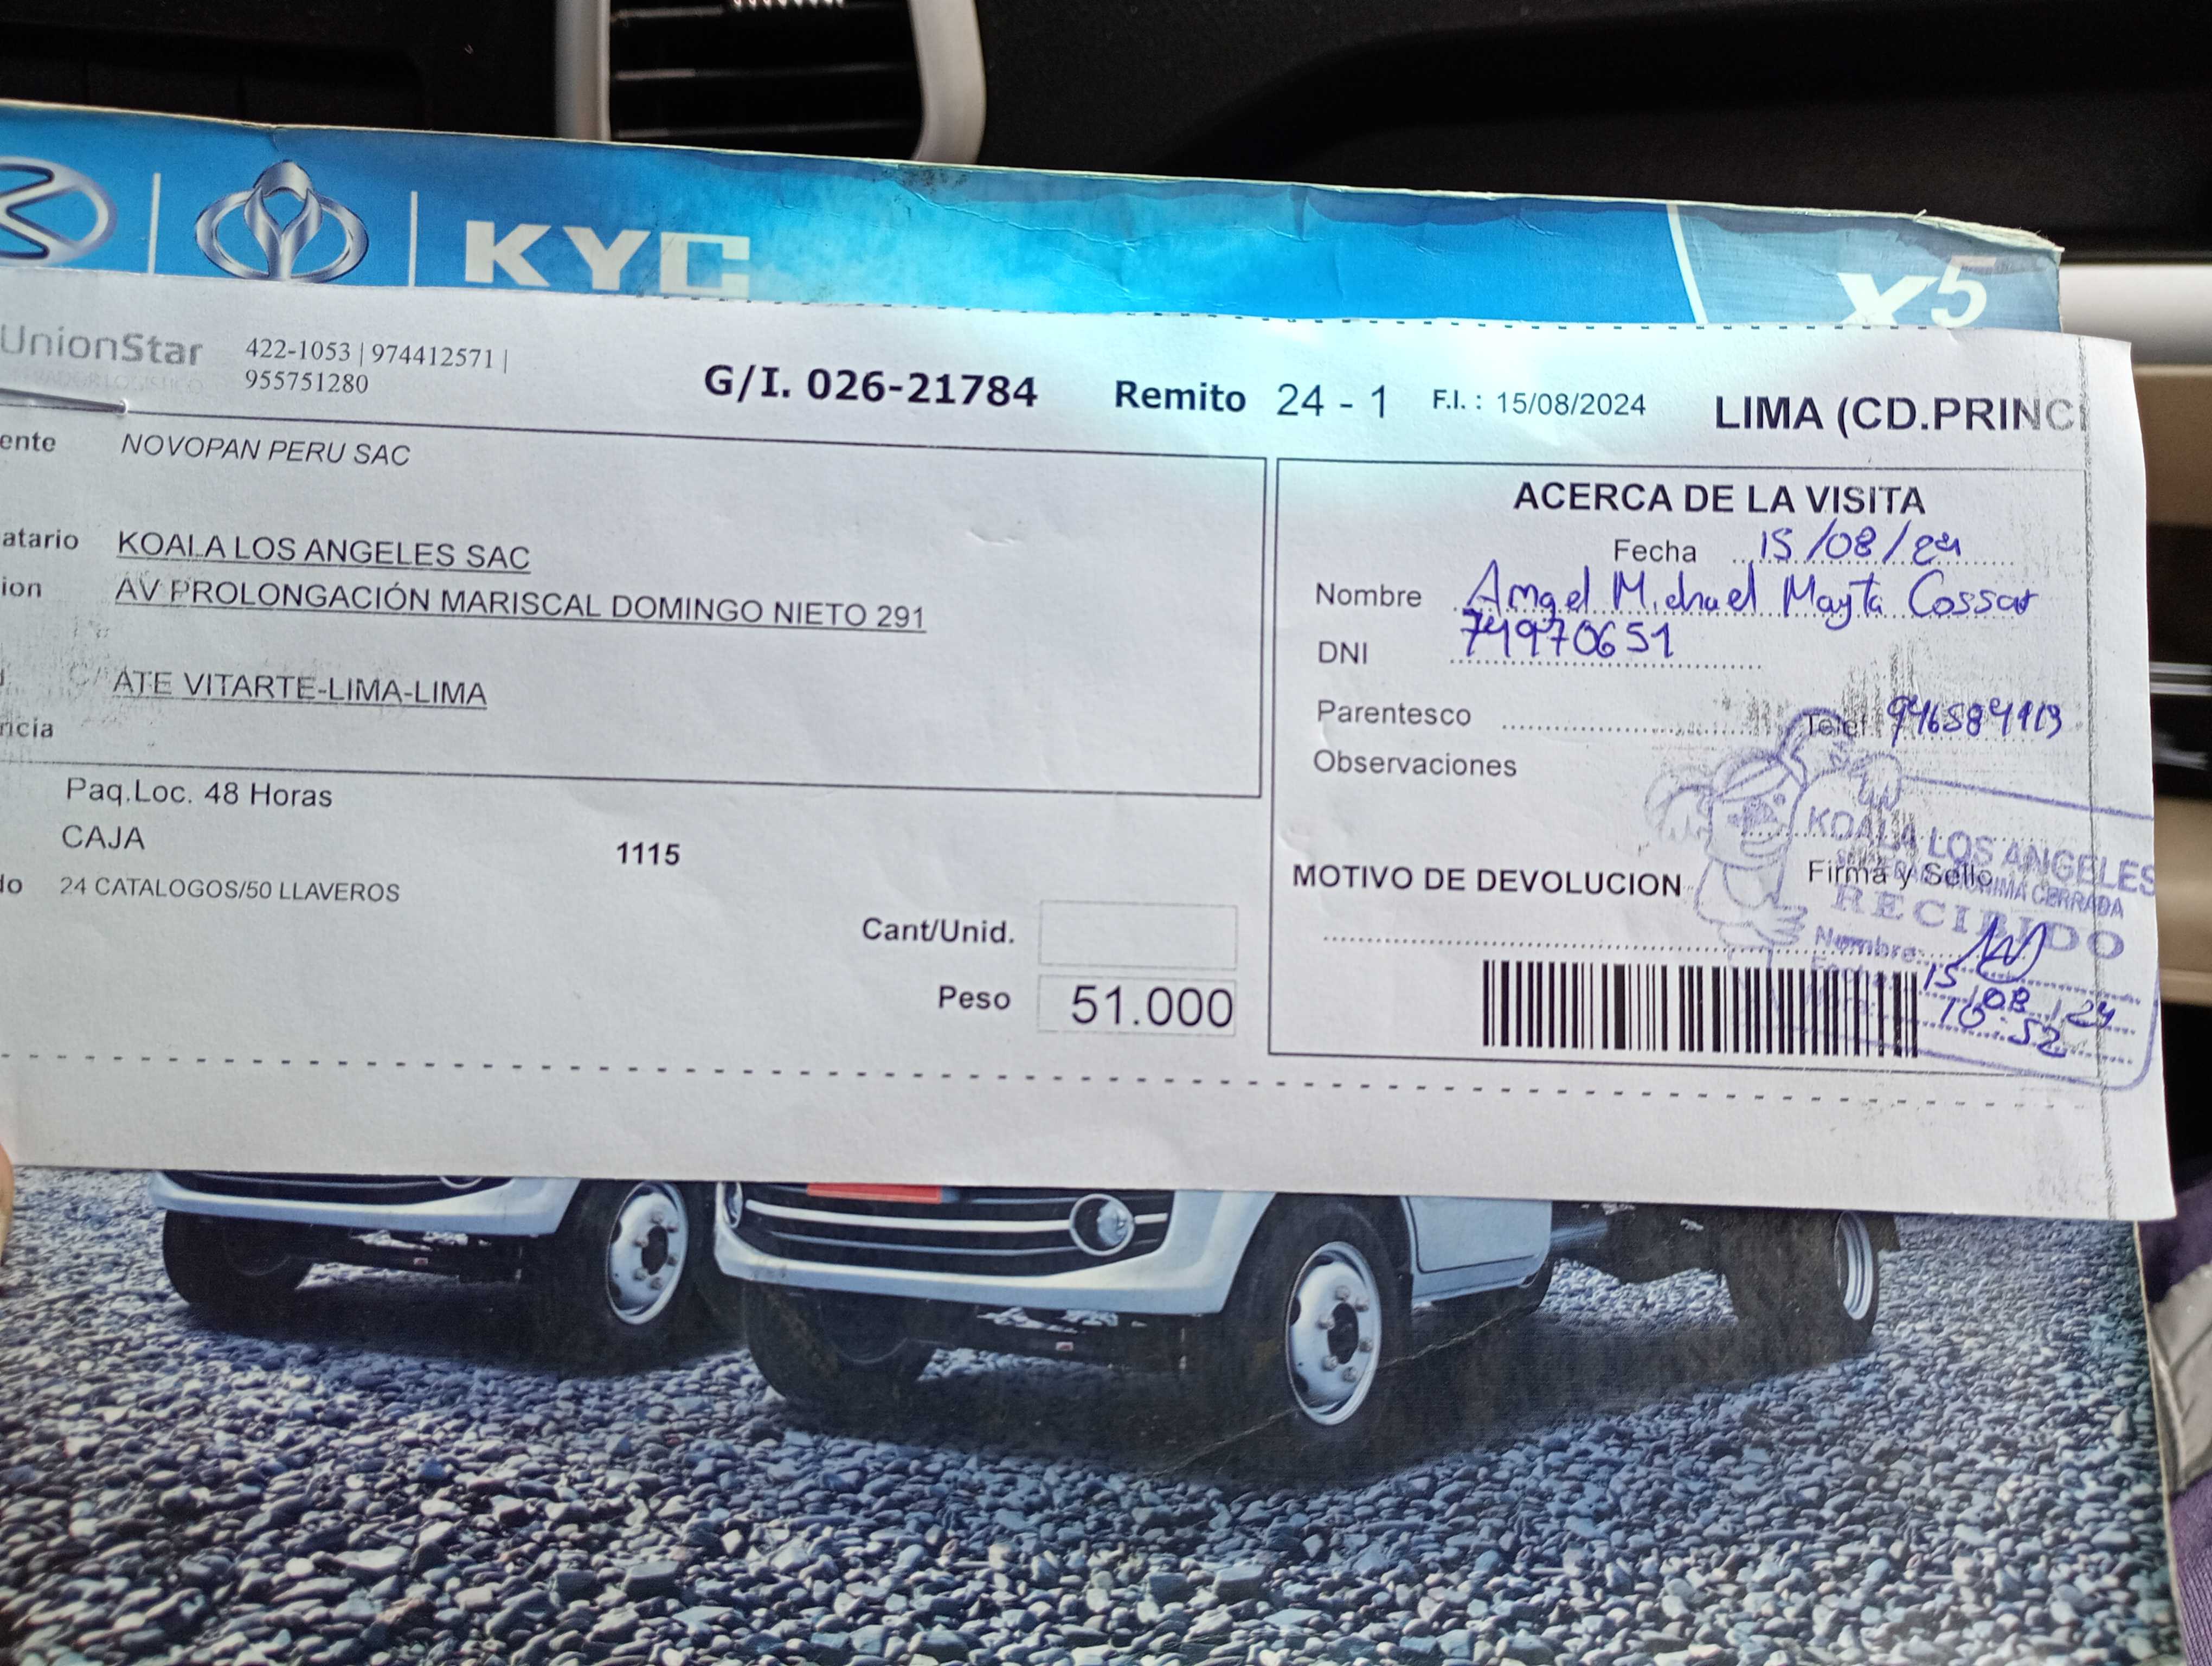 KYC
x5
UnionStar
422-1053 | 974412571 |
955751280
G/I. 026-21784
Remito 24 - 1
F.I. : 15/08/2024
LIMA (CD.PRINCI
ente NOVOPAN PERU SAC
atario KOALA LOS ANGELES SAC
ion AV PROLONGACIÓN MARISCAL DOMINGO NIETO 291
ATE VITARTE-LIMA-LIMA
ncia
Paq.Loc. 48 Horas
CAJA
1115
do 24 CATALOGOS/50 LLAVEROS
Cant/Unid.
Peso 51.000
ACERCA DE LA VISITA
Fecha 15/08/24
Nombre Angel Michael Mayta
DNI 74970651
Parentesco
Telef.
Observaciones
KOALA LOS ANGELES
Firma y Sello
MOTIVO DE DEVOLUCION
CERRADA
RECIBIDO
Nombre:
15/08/24
10:52